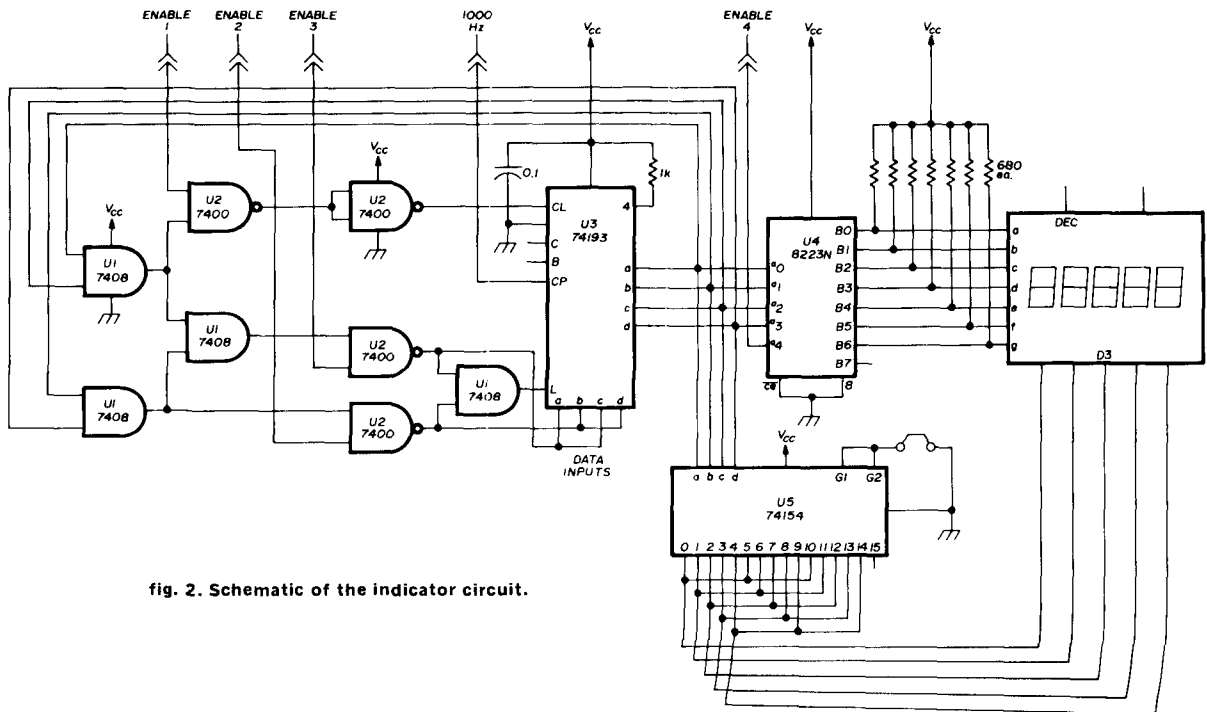 ENABLE 1
ENABLE 2
ENABLE 3
1000 Hz
VCC
ENABLE 4
VCC
VCC
VCC
0.1
1k
680 ea.
U2 7400
U2 7400
CL
4
U3 74193
C
B
CP
a
b
c
d
L
a b c d
DATA INPUTS
VCC
U1 7408
U1 7408
U1 7408
U2 7400
U2 7400
U1 7408
U4 8223N
a0
a1
a2
a3
a4
B0
B1
B2
B3
B4
B5
B6
B7
ce
8
DEC
a
b
c
d
e
f
g
D3
VCC
a b c d
G1 G2
U5 74154
0 1 2 3 4 5 6 7 8 9 10 11 12 13 14 15
fig. 2. Schematic of the indicator circuit.